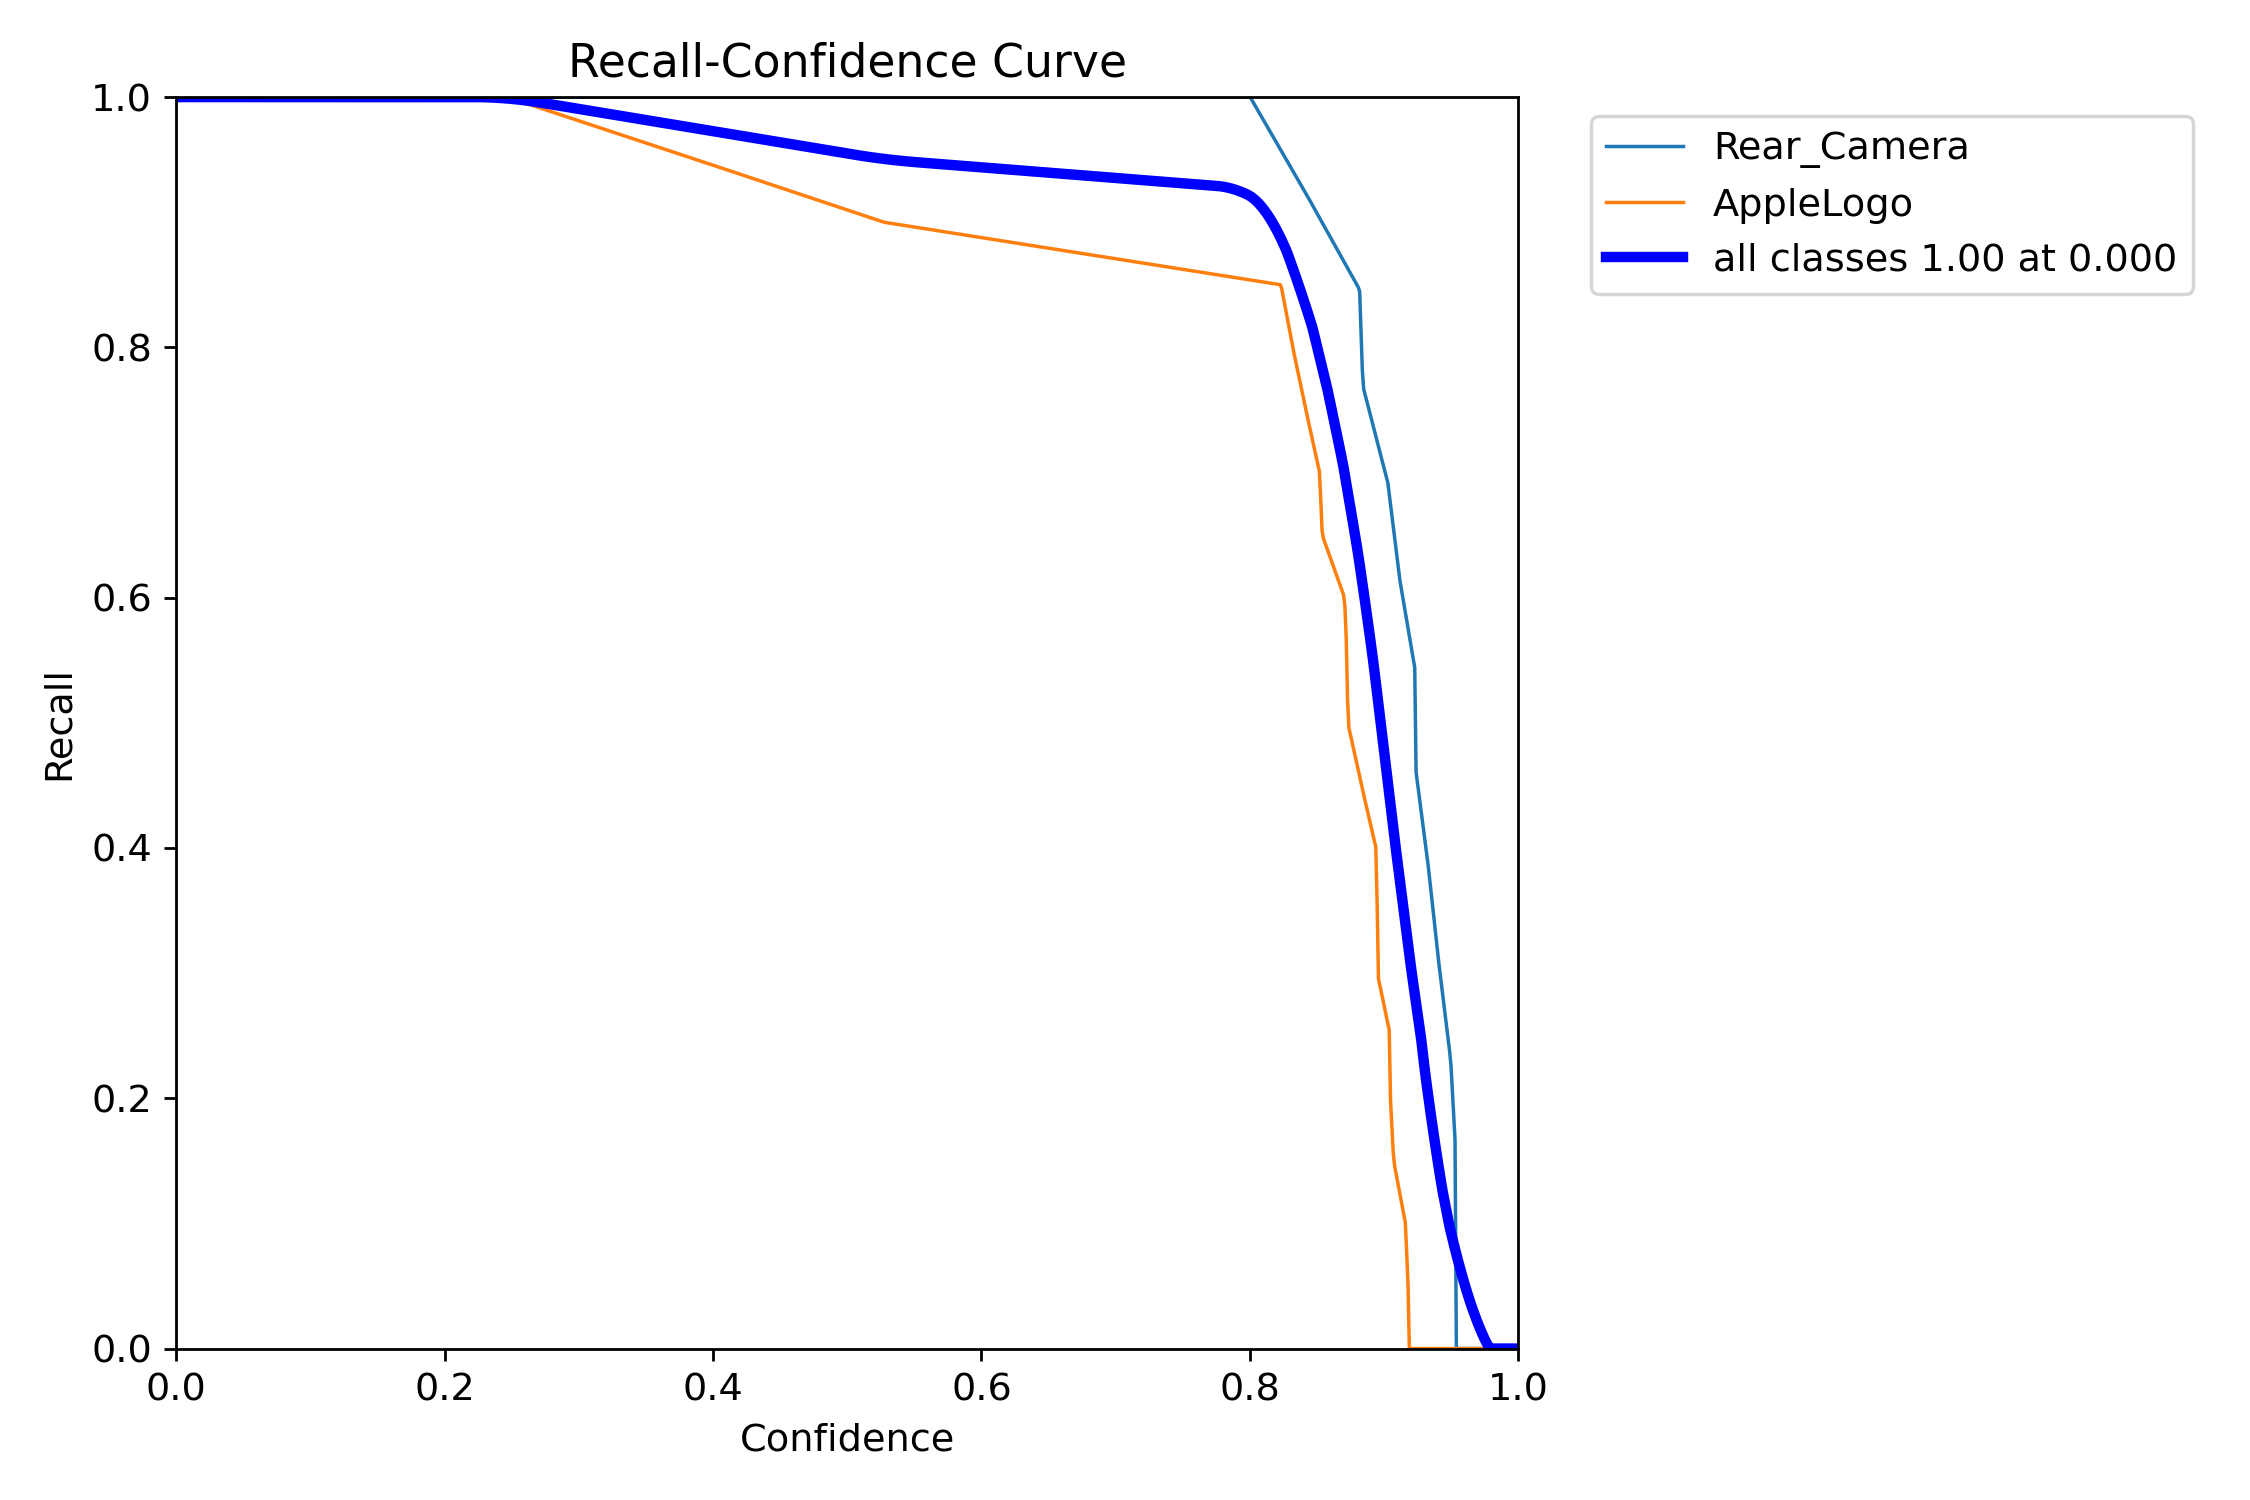 Recall-Confidence Curve
1.0
0.8
0.6
0.4
0.2
0.0
Recall
0.0 0.2 0.4 0.6 0.8 1.0
Confidence
Rear_Camera
AppleLogo
all classes 1.00 at 0.000